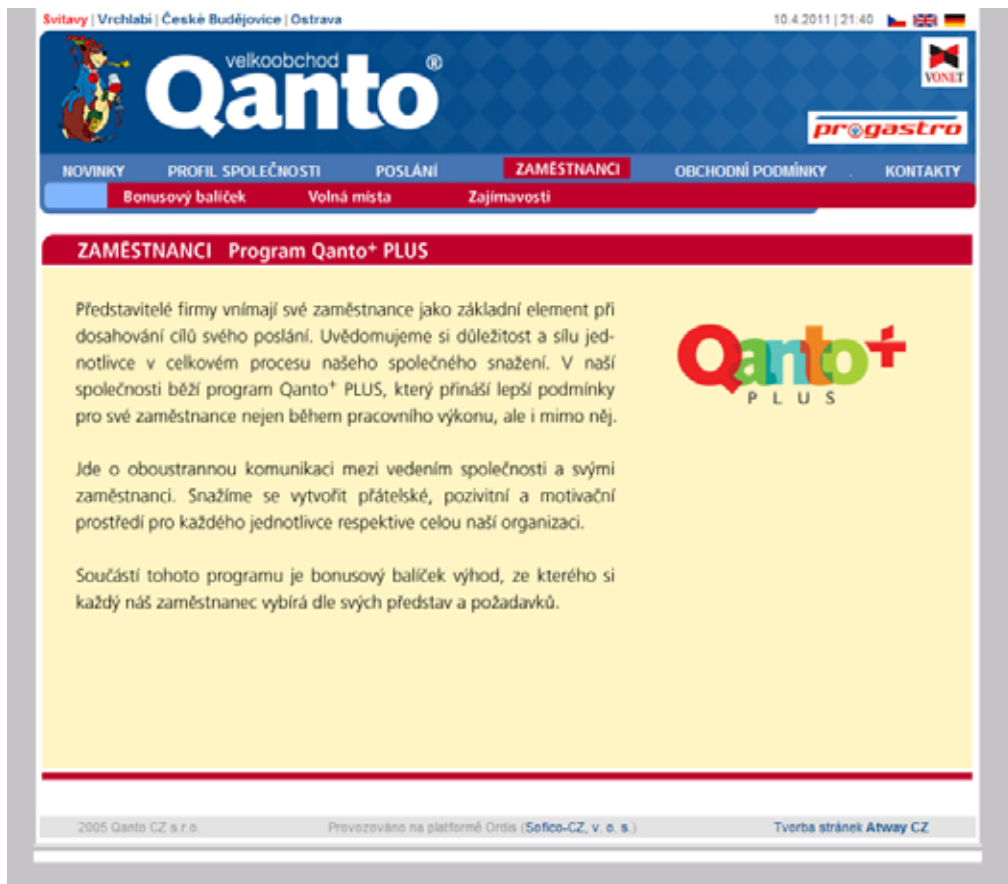 Svitavy | Vrchlabí | České Budějovice | Ostrava
10.4.2011 | 21:40
velkoobchod
Qanto®
VONET
progastro
NOVINKY PROFIL SPOLEČNOSTI POSLÁNÍ ZAMĚSTNANCI OBCHODNÍ PODMÍNKY . KONTAKTY
Bonusový balíček Volná místa Zajímavosti
ZAMĚSTNANCI Program Qanto⁺ PLUS
Představitelé firmy vnímají své zaměstnance jako základní element při
dosahování cílů svého poslání. Uvědomujeme si důležitost a sílu jed-
notlivce v celkovém procesu našeho společného snažení. V naší
společnosti běží program Qanto⁺ PLUS, který přináší lepší podmínky
pro své zaměstnance nejen během pracovního výkonu, ale i mimo něj.
Jde o oboustrannou komunikaci mezi vedením společnosti a svými
zaměstnanci. Snažíme se vytvořit přátelské, pozivitní a motivační
prostředí pro každého jednotlivce respektive celou naší organizaci.
Součástí tohoto programu je bonusový balíček výhod, ze kterého si
každý náš zaměstnanec vybírá dle svých představ a požadavků.
Qanto+
PLUS
2005 Qanto CZ s.r.o.
Provozováno na platformě Ordis (Sofico-CZ, v. o. s.)
Tvorba stránek Atway CZ